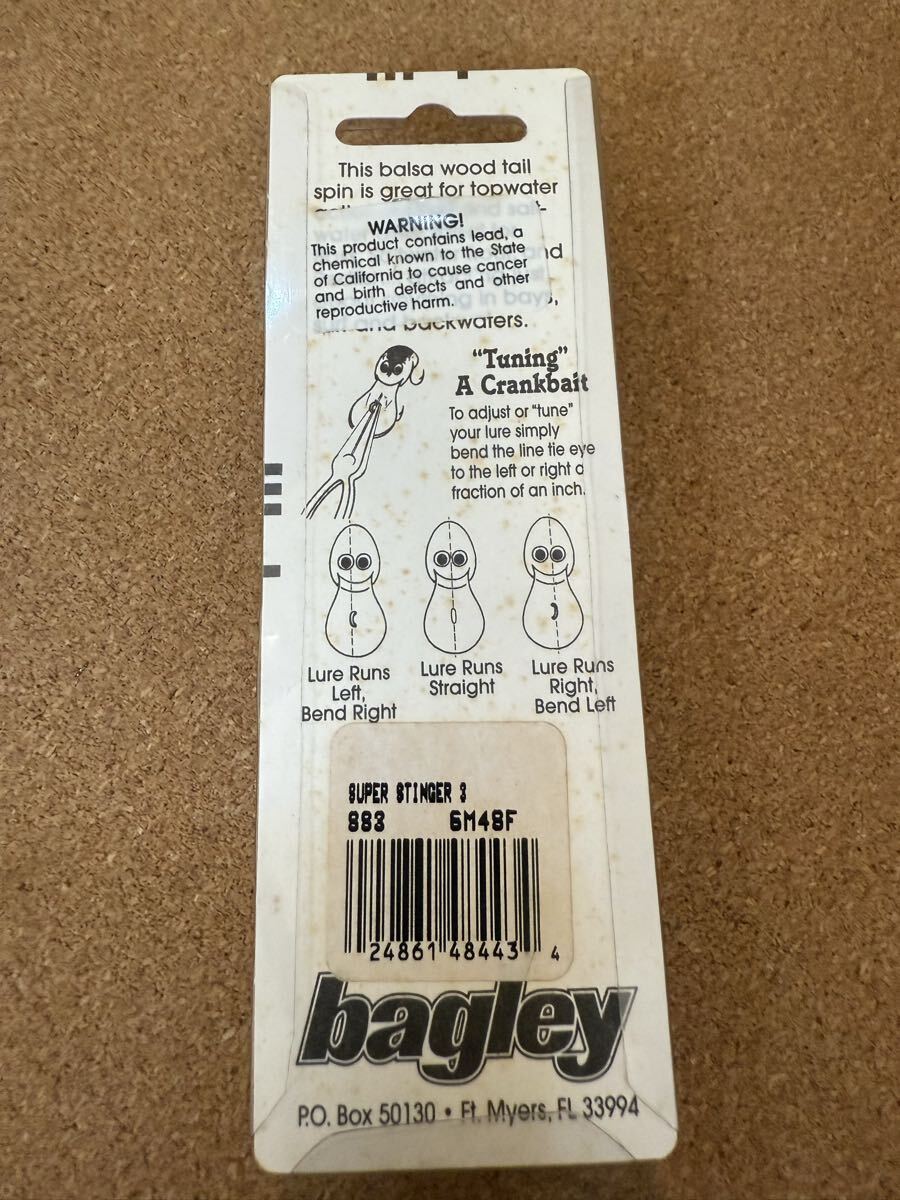 This balsa wood tail
spin is great for topwater
WARNING!
This product contains lead, a
chemical known to the State
of California to cause cancer
and birth defects and other
reproductive harm.
in bays,
and backwaters.
"Tuning"
A Crankbait
To adjust or "tune"
your lure simply
bend the line tie eye
to the left or right a
fraction of an inch.
Lure Runs
Left,
Bend Right
Lure Runs
Straight
Lure Runs
Right,
Bend Left
SUPER STINGER 3
883 6M48F
24861 48443 4
bagley
P.O. Box 50130 • Ft. Myers, FL 33994